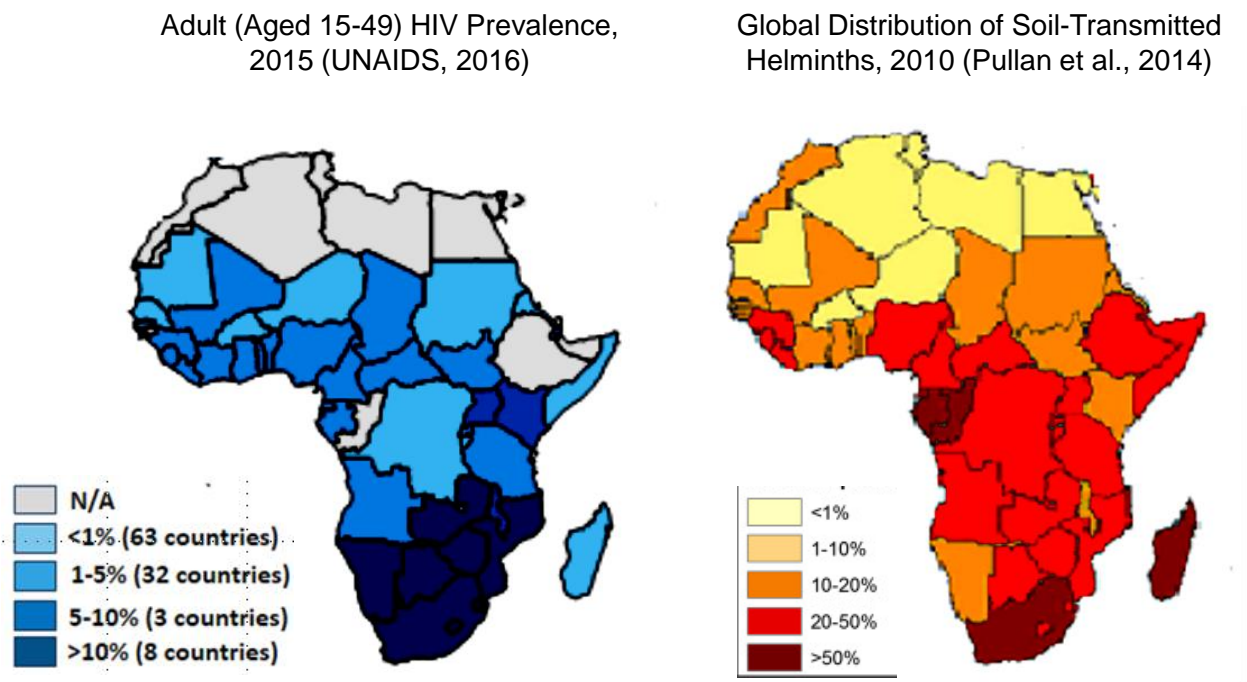 Adult (Aged 15-49) HIV Prevalence,
2015 (UNAIDS, 2016)
Global Distribution of Soil-Transmitted
Helminths, 2010 (Pullan et al., 2014)
N/A
<1% (63 countries)
1-5% (32 countries)
5-10% (3 countries)
>10% (8 countries)
<1%
1-10%
10-20%
20-50%
>50%